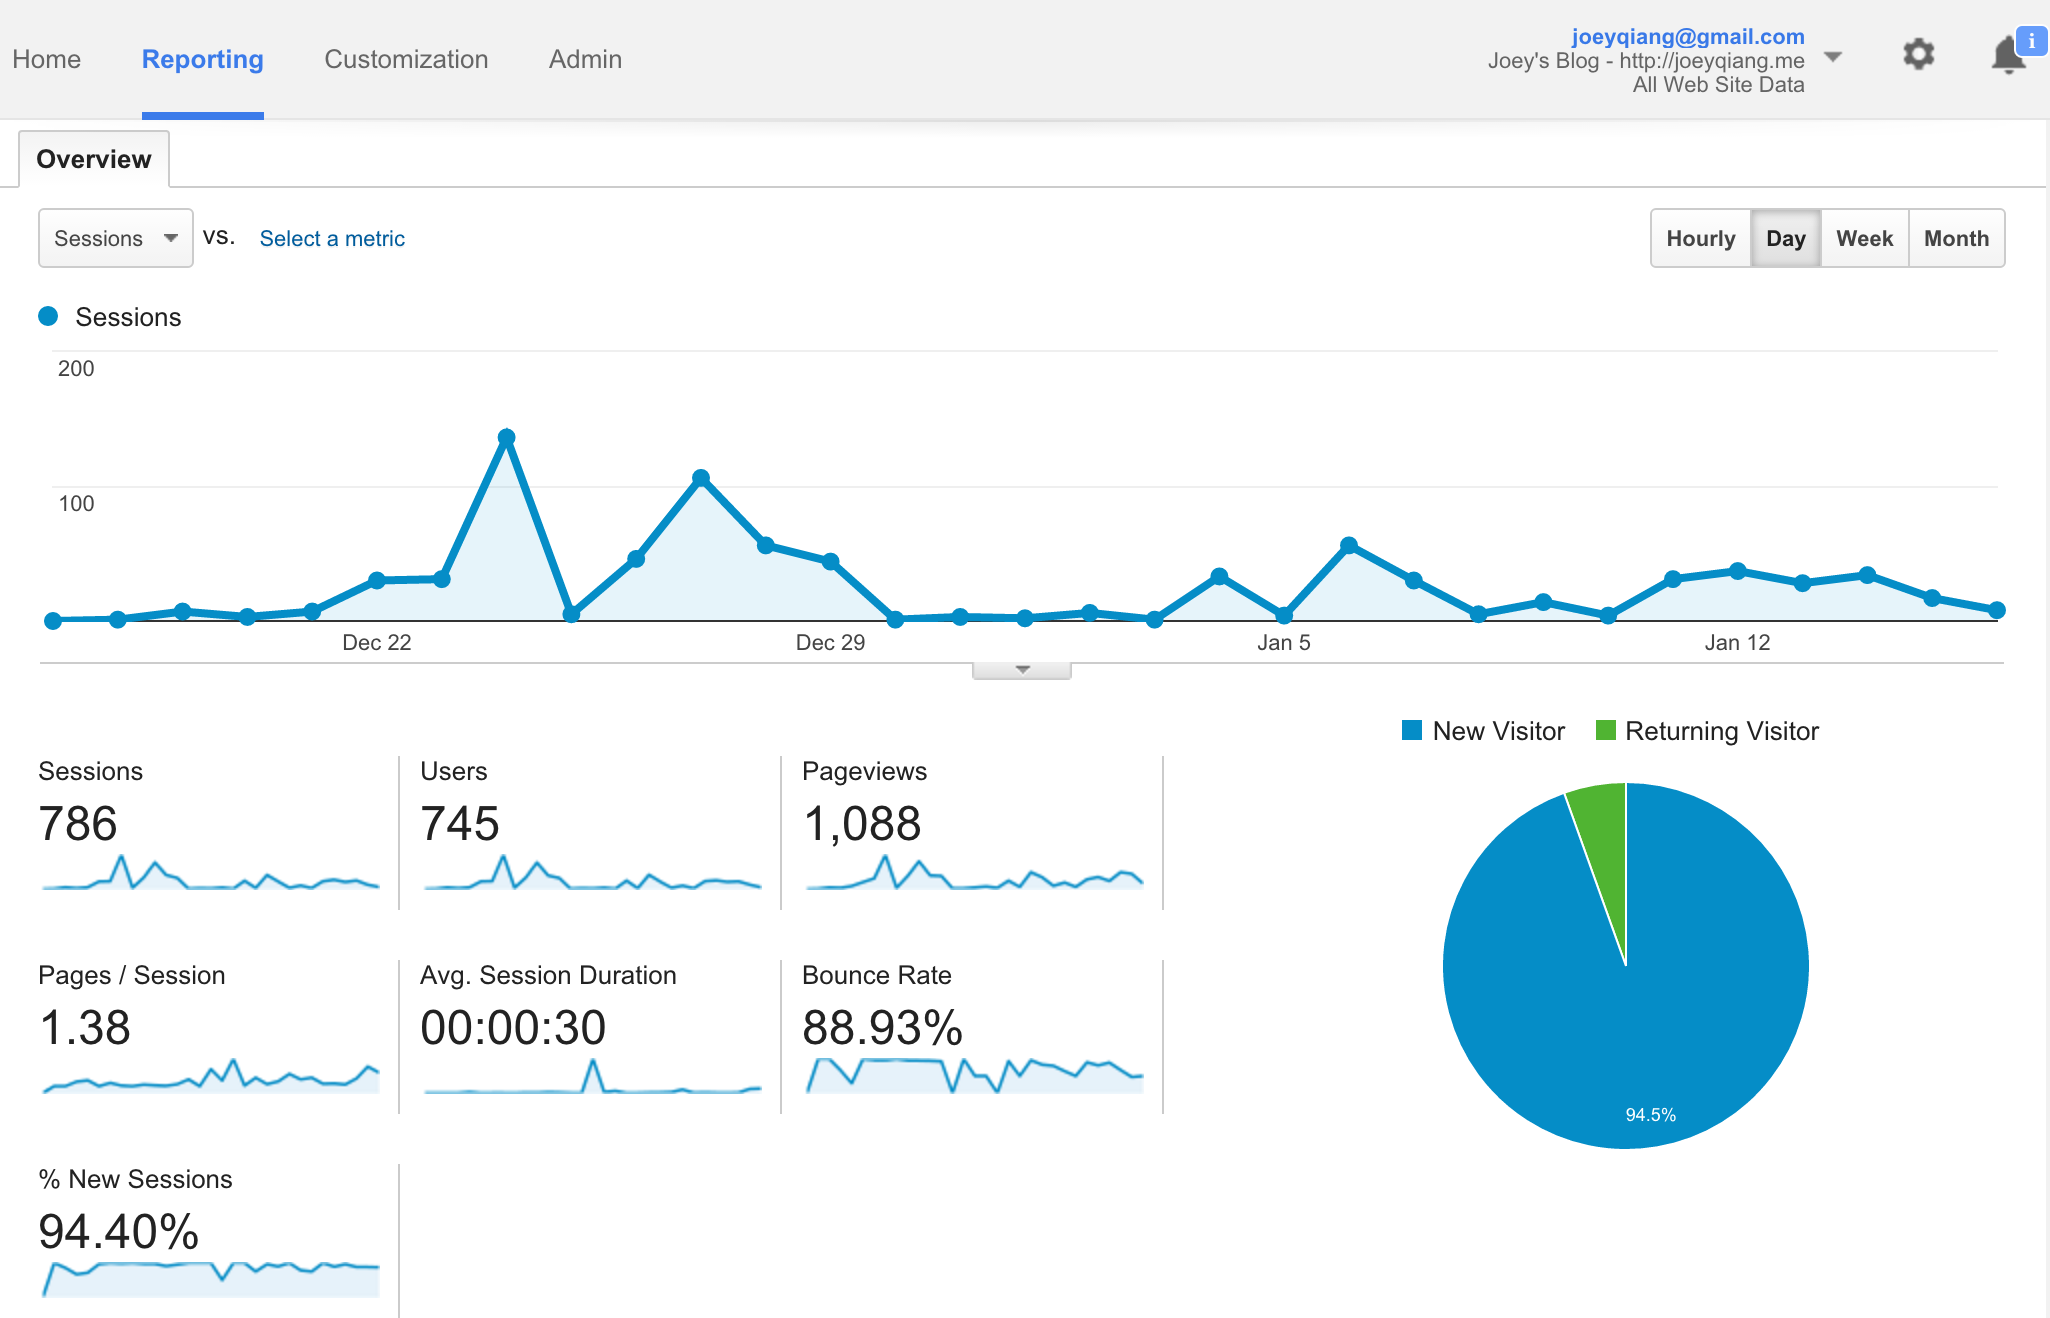 Home Reporting Customization Admin
joeyqiang@gmail.com
Joey's Blog - http://joeyqiang.me
All Web Site Data
i
Overview
Sessions vs. Select a metric
Hourly Day Week Month
Sessions
200
100
Dec 22 Dec 29 Jan 5 Jan 12
New Visitor Returning Visitor
Sessions
786
Users
745
Pageviews
1,088
Pages / Session
1.38
Avg. Session Duration
00:00:30
Bounce Rate
88.93%
94.5%
% New Sessions
94.40%